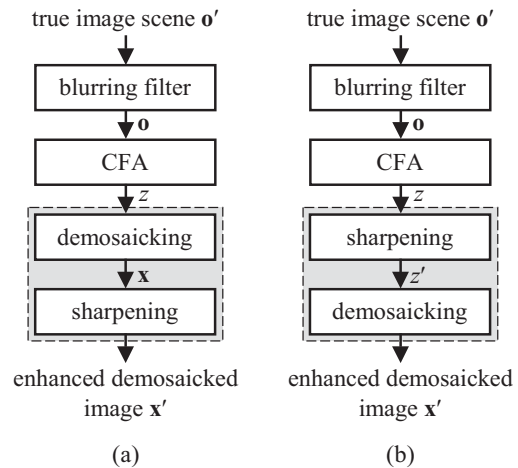 true image scene o′
blurring filter
o
CFA
z
demosaicking
x
sharpening
enhanced demosaicked
image x′
(a)
true image scene o′
blurring filter
o
CFA
z
sharpening
z′
demosaicking
enhanced demosaicked
image x′
(b)